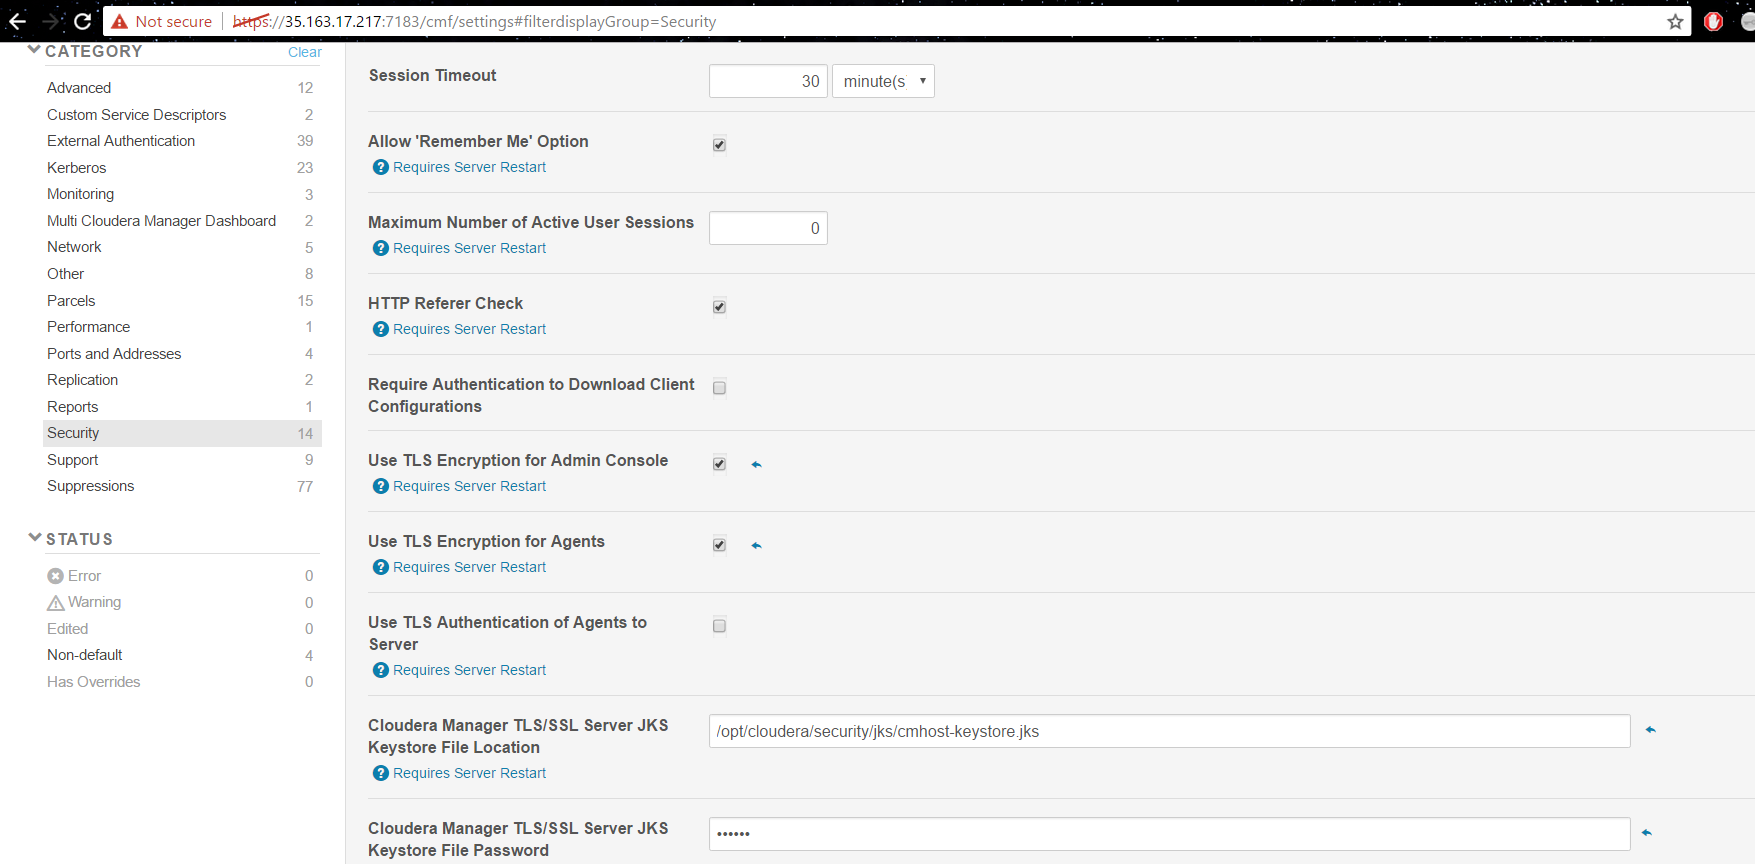 Not secure
https://35.163.17.217:7183/cmf/settings#filterdisplayGroup=Security
CATEGORY
Clear
Advanced 12
Custom Service Descriptors 2
External Authentication 39
Kerberos 23
Monitoring 3
Multi Cloudera Manager Dashboard 2
Network 5
Other 8
Parcels 15
Performance 1
Ports and Addresses 4
Replication 2
Reports 1
Security 14
Support 9
Suppressions 77
STATUS
Error 0
Warning 0
Edited 0
Non-default 4
Has Overrides 0
Session Timeout
30 minute(s
Allow 'Remember Me' Option
Requires Server Restart
Maximum Number of Active User Sessions
0
Requires Server Restart
HTTP Referer Check
Requires Server Restart
Require Authentication to Download Client
Configurations
Use TLS Encryption for Admin Console
Requires Server Restart
Use TLS Encryption for Agents
Requires Server Restart
Use TLS Authentication of Agents to
Server
Requires Server Restart
Cloudera Manager TLS/SSL Server JKS
Keystore File Location
/opt/cloudera/security/jks/cmhost-keystore.jks
Requires Server Restart
Cloudera Manager TLS/SSL Server JKS
Keystore File Password
••••••